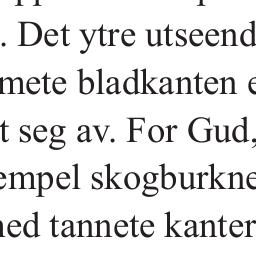 . Det ytre utseend
mete bladkanten e
t seg av. For Gud,
empel skogburkne
ned tannete kanter